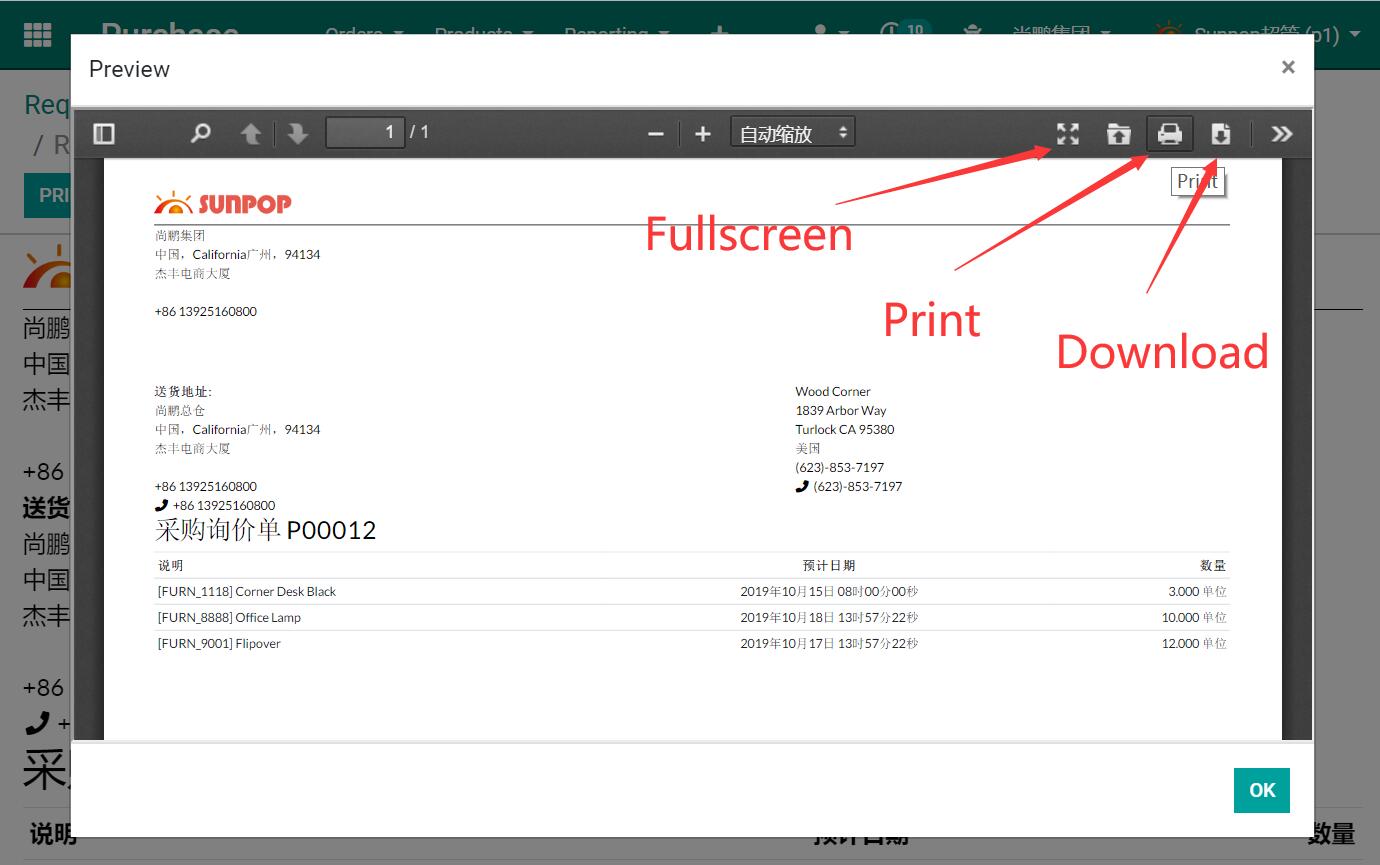 Purchase Orders Products Reporting 10 尚鹏集团 Sunpop超管 (p1)
Preview ×
Req
/ R
1 / 1 自动缩放
PRI
Print
SUNPOP
Fullscreen
Print
Download
尚鹏集团
中国，California广州，94134
杰丰电商大厦
+86 13925160800
送货地址:
尚鹏总仓
中国，California广州，94134
杰丰电商大厦
+86 13925160800
+86 13925160800
Wood Corner
1839 Arbor Way
Turlock CA 95380
美国
(623)-853-7197
(623)-853-7197
采购询价单 P00012
说明 预计日期 数量
[FURN_1118] Corner Desk Black 2019年10月15日 08时00分00秒 3.000 单位
[FURN_8888] Office Lamp 2019年10月18日 13时57分22秒 10.000 单位
[FURN_9001] Flipover 2019年10月17日 13时57分22秒 12.000 单位
OK
尚鹏
中国
杰丰
+86
送货
尚鹏
中国
杰丰
+86
+
采
说明 预计日期 数量